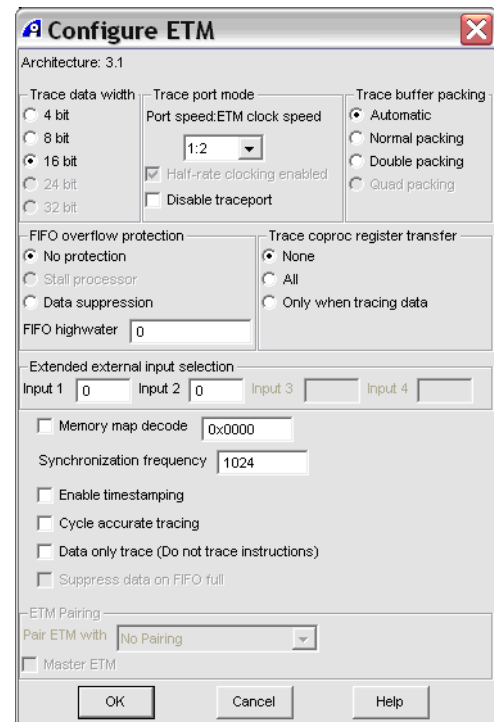 Configure ETM
Architecture: 3.1
Trace data width
4 bit
8 bit
16 bit
24 bit
32 bit
Trace port mode
Port speed:ETM clock speed
1:2
Half-rate clocking enabled
Disable traceport
Trace buffer packing
Automatic
Normal packing
Double packing
Quad packing
FIFO overflow protection
No protection
Stall processor
Data suppression
FIFO highwater 0
Trace coproc register transfer
None
All
Only when tracing data
Extended external input selection
Input 1 0 Input 2 0 Input 3 Input 4
Memory map decode 0x0000
Synchronization frequency 1024
Enable timestamping
Cycle accurate tracing
Data only trace (Do not trace instructions)
Suppress data on FIFO full
ETM Pairing
Pair ETM with No Pairing
Master ETM
OK Cancel Help